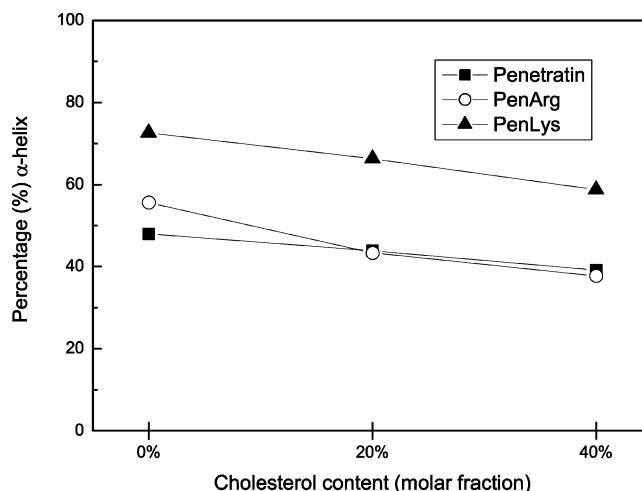 100
80
60
40
20
0
Percentage (%) α-helix
Penetratin
PenArg
PenLys
0%
20%
40%
Cholesterol content (molar fraction)